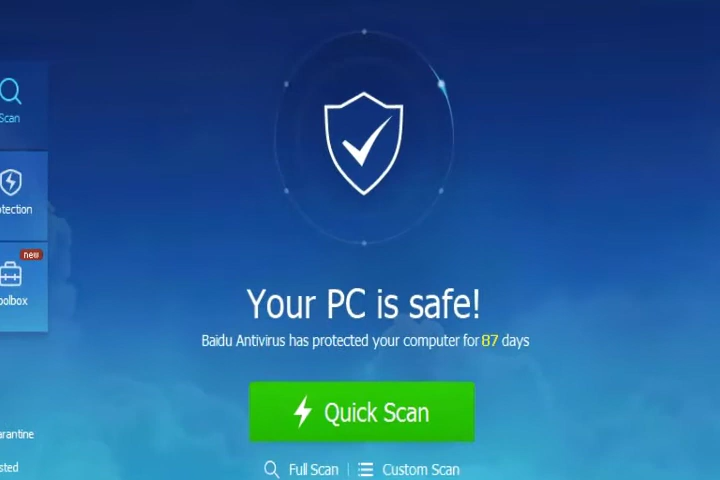 Scan
otection
new
oolbox
Your PC is safe!
Baidu Antivirus has protected your computer for 87 days
Quick Scan
arantine
Full Scan | Custom Scan
sted